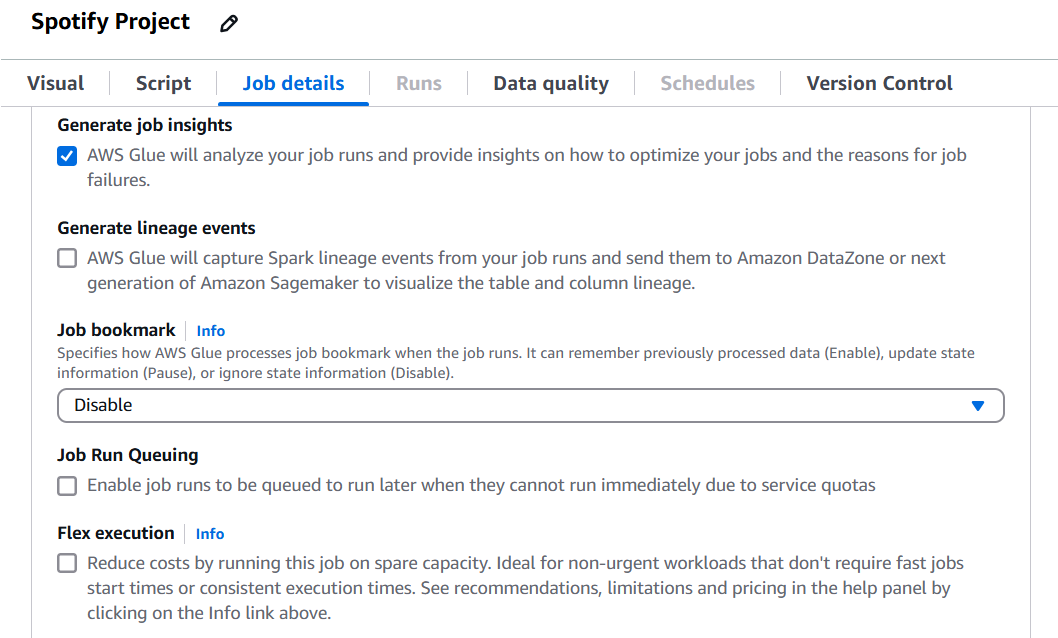 Spotify Project
Visual
Script
Job details
Runs
Data quality
Schedules
Version Control
Generate job insights
AWS Glue will analyze your job runs and provide insights on how to optimize your jobs and the reasons for job
failures.
Generate lineage events
AWS Glue will capture Spark lineage events from your job runs and send them to Amazon DataZone or next
generation of Amazon Sagemaker to visualize the table and column lineage.
Job bookmark
Info
Specifies how AWS Glue processes job bookmark when the job runs. It can remember previously processed data (Enable), update state
information (Pause), or ignore state information (Disable).
Disable
Job Run Queuing
Enable job runs to be queued to run later when they cannot run immediately due to service quotas
Flex execution
Info
Reduce costs by running this job on spare capacity. Ideal for non-urgent workloads that don't require fast jobs
start times or consistent execution times. See recommendations, limitations and pricing in the help panel by
clicking on the Info link above.